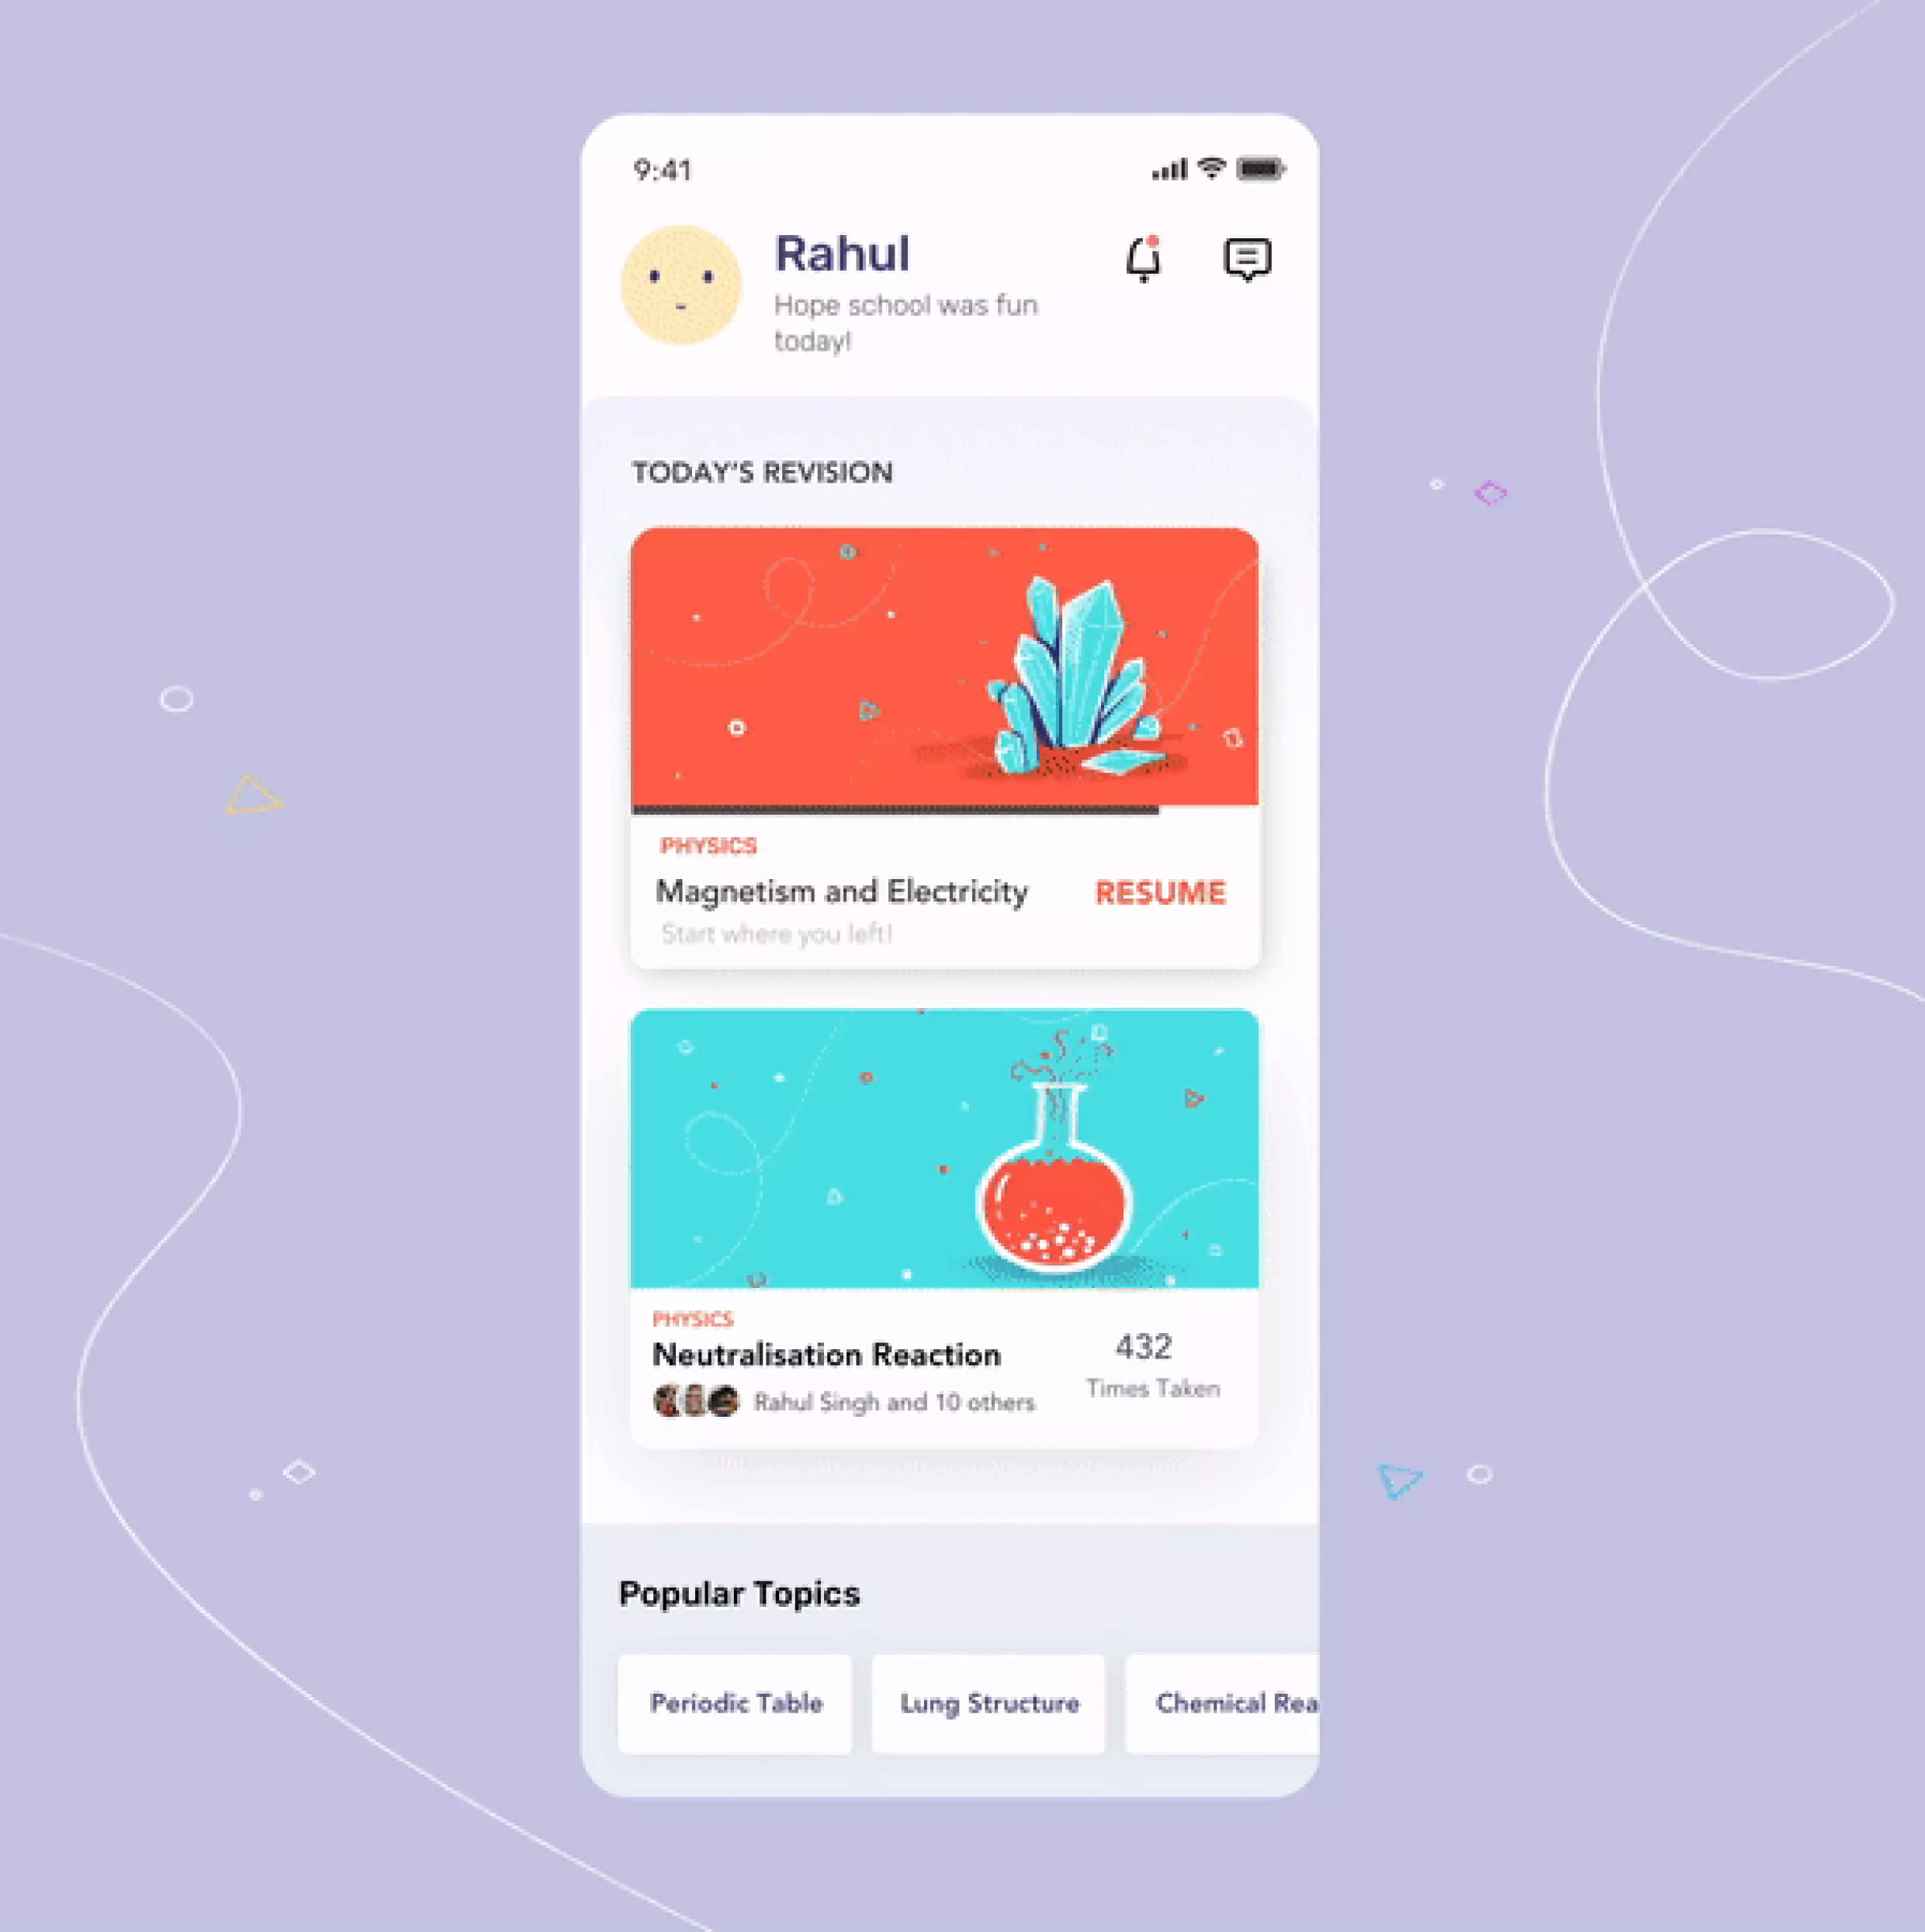 9:41
Rahul
Hope school was fun
today!
TODAY'S REVISION
PHYSICS
Magnetism and Electricity
RESUME
Start where you left!
PHYSICS
Neutralisation Reaction
432
Times Taken
Rahul Singh and 10 others
Popular Topics
Periodic Table
Lung Structure
Chemical Rea